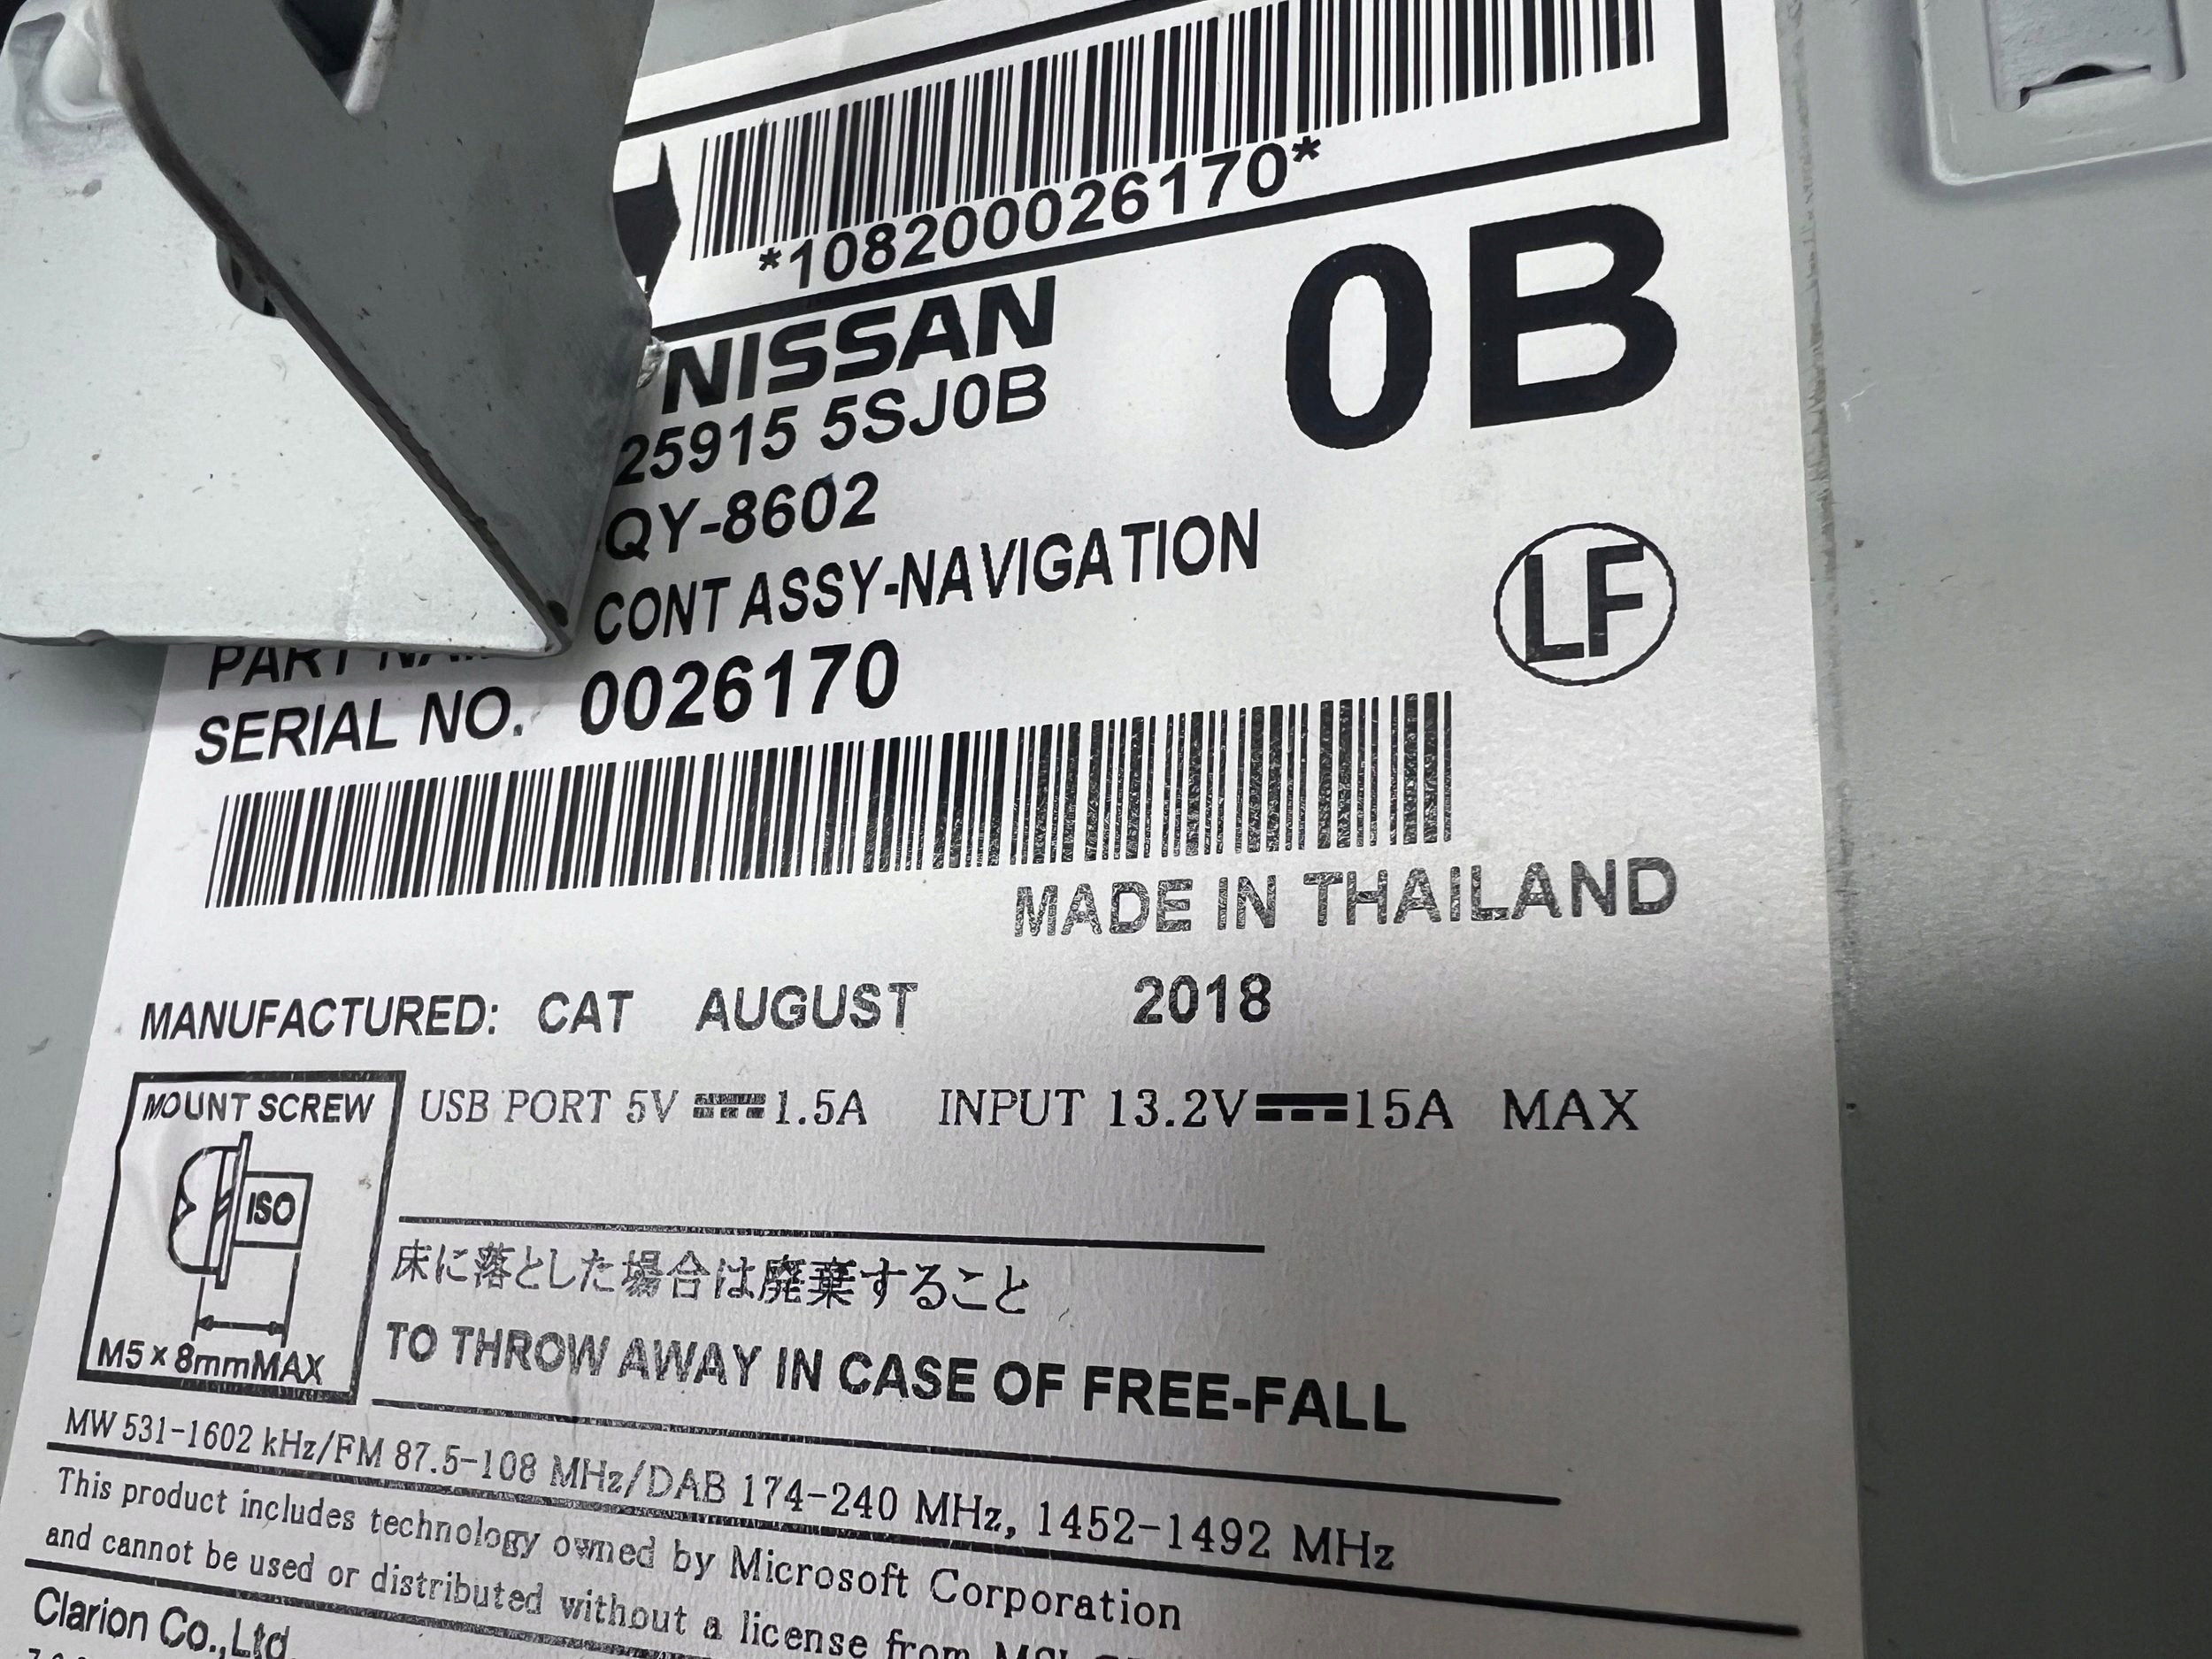 *108200026170*
NISSAN
0B
25915 5SJ0B
QY-8602
CONT ASSY-NAVIGATION
LF
PART
SERIAL NO. 0026170
MADE IN THAILAND
MANUFACTURED: CAT AUGUST 2018
MOUNT SCREW
ISO
M5×8mmMAX
USB PORT 5V 1.5A INPUT 13.2V 15A MAX
床に落とした場合は廃棄すること
TO THROW AWAY IN CASE OF FREE-FALL
MW 531-1602 kHz/FM 87.5-108 MHz/DAB 174-240 MHz, 1452-1492 MHz
This product includes technology owned by Microsoft Corporation
and cannot be used or distributed without a license from
Clarion Co.,Ltd.